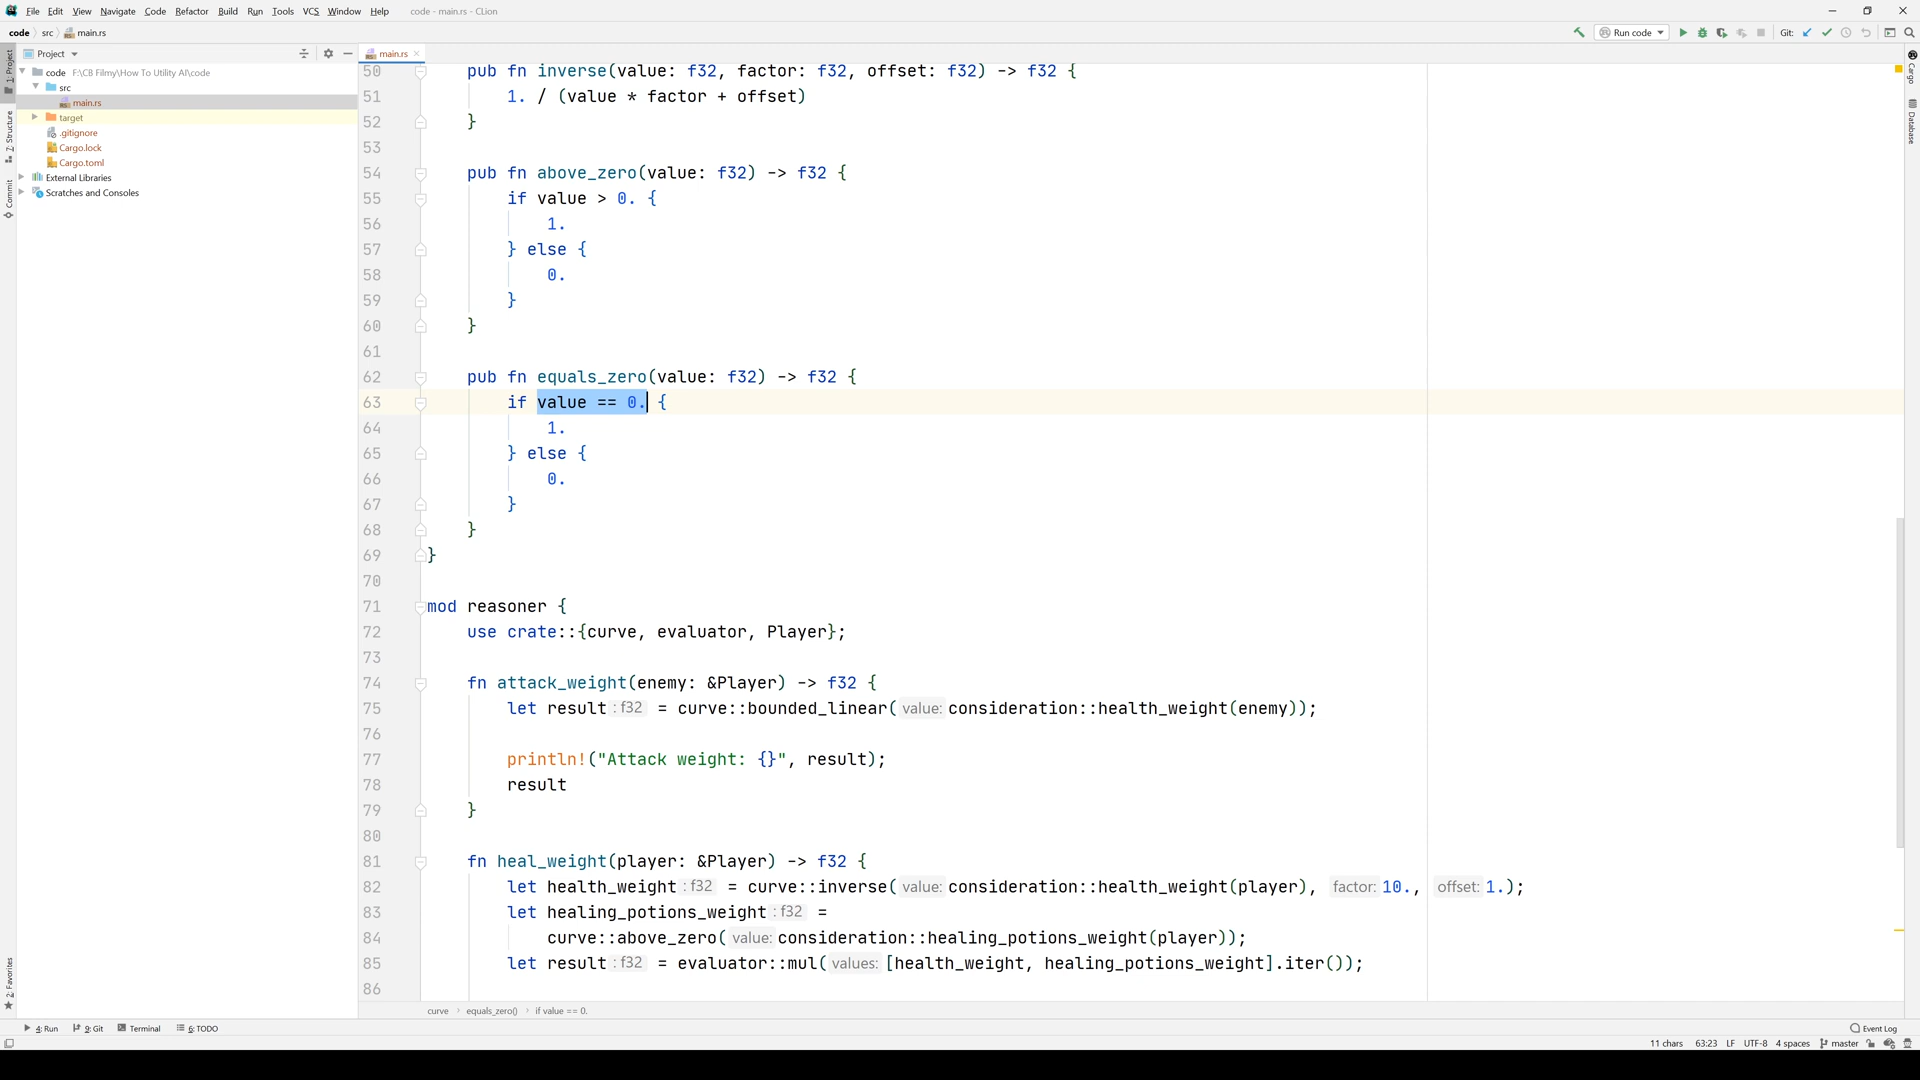 File Edit View Navigate Code Refactor Build Run Tools VCS Window Help code - main.rs - CLion
code src main.rs Run code Git:
Project main.rs
1: Project
7: Structure
Commit
2: Favorites
Cargo
Database
code F:\CB Filmy\How To Utility AI\code
src
main.rs
target
.gitignore
Cargo.lock
Cargo.toml
External Libraries
Scratches and Consoles
50 pub fn inverse(value: f32, factor: f32, offset: f32) -> f32 {
51 1. / (value * factor + offset)
52 }
53
54 pub fn above_zero(value: f32) -> f32 {
55 if value > 0. {
56 1.
57 } else {
58 0.
59 }
60 }
61
62 pub fn equals_zero(value: f32) -> f32 {
63 if value == 0. {
64 1.
65 } else {
66 0.
67 }
68 }
69 }
70
71 mod reasoner {
72 use crate::{curve, evaluator, Player};
73
74 fn attack_weight(enemy: &Player) -> f32 {
75 let result : f32 = curve::bounded_linear( value: consideration::health_weight(enemy));
76
77 println!("Attack weight: {}", result);
78 result
79 }
80
81 fn heal_weight(player: &Player) -> f32 {
82 let health_weight : f32 = curve::inverse( value: consideration::health_weight(player), factor: 10., offset: 1.);
83 let healing_potions_weight : f32 =
84 curve::above_zero( value: consideration::healing_potions_weight(player));
85 let result : f32 = evaluator::mul( values: [health_weight, healing_potions_weight].iter());
86
curve equals_zero() if value == 0.
4: Run 9: Git Terminal 6: TODO Event Log
11 chars 63:23 LF UTF-8 4 spaces master